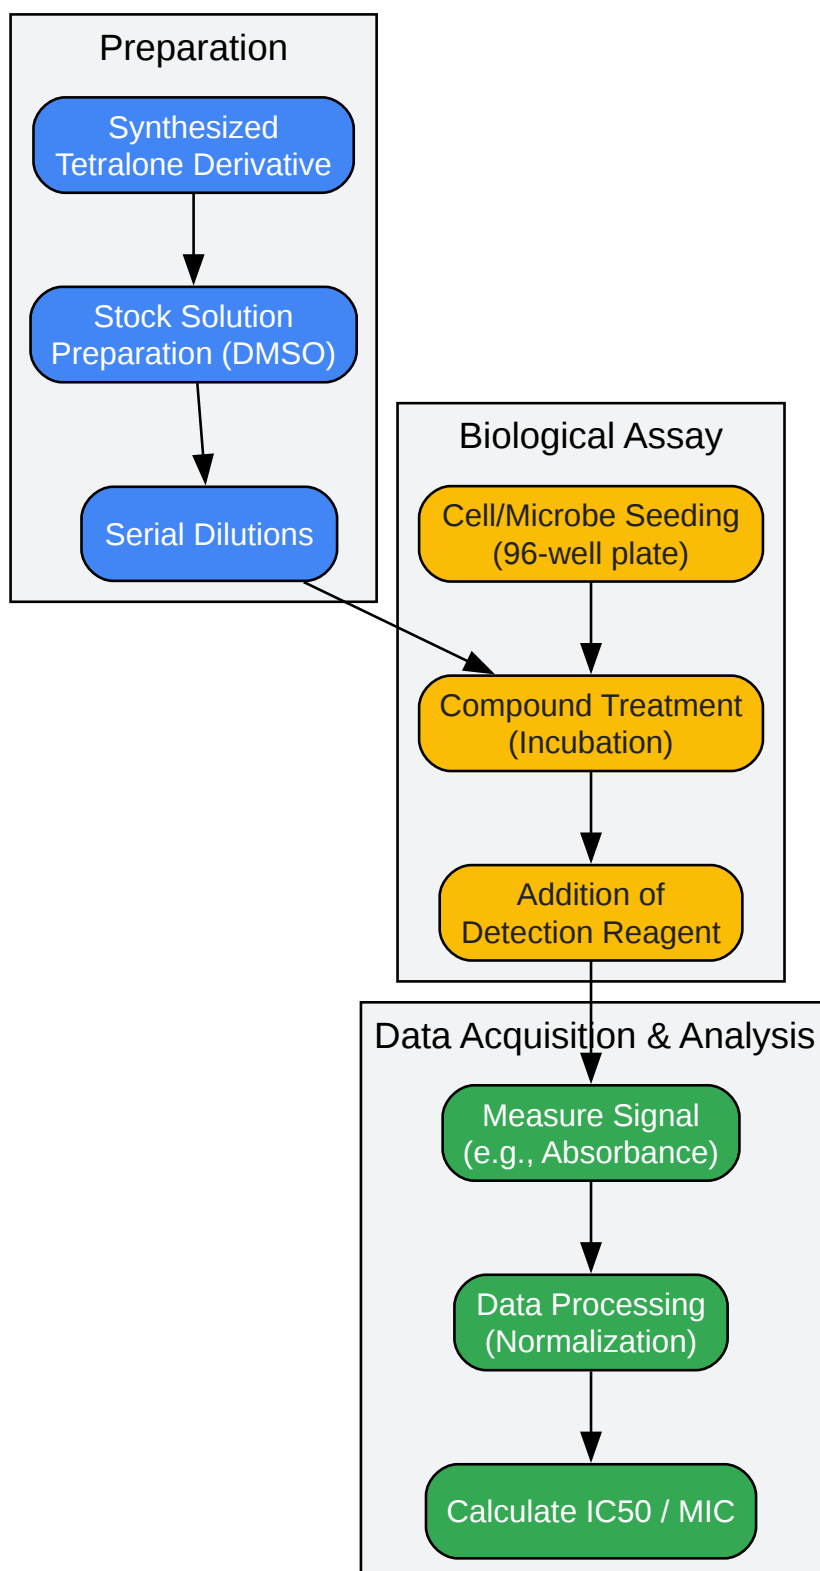 Preparation
Synthesized
Tetralone Derivative
Stock Solution
Preparation (DMSO)
Serial Dilutions
Biological Assay
Cell/Microbe Seeding
(96-well plate)
Compound Treatment
(Incubation)
Addition of
Detection Reagent
Data Acquisition & Analysis
Measure Signal
(e.g., Absorbance)
Data Processing
(Normalization)
Calculate IC50 / MIC